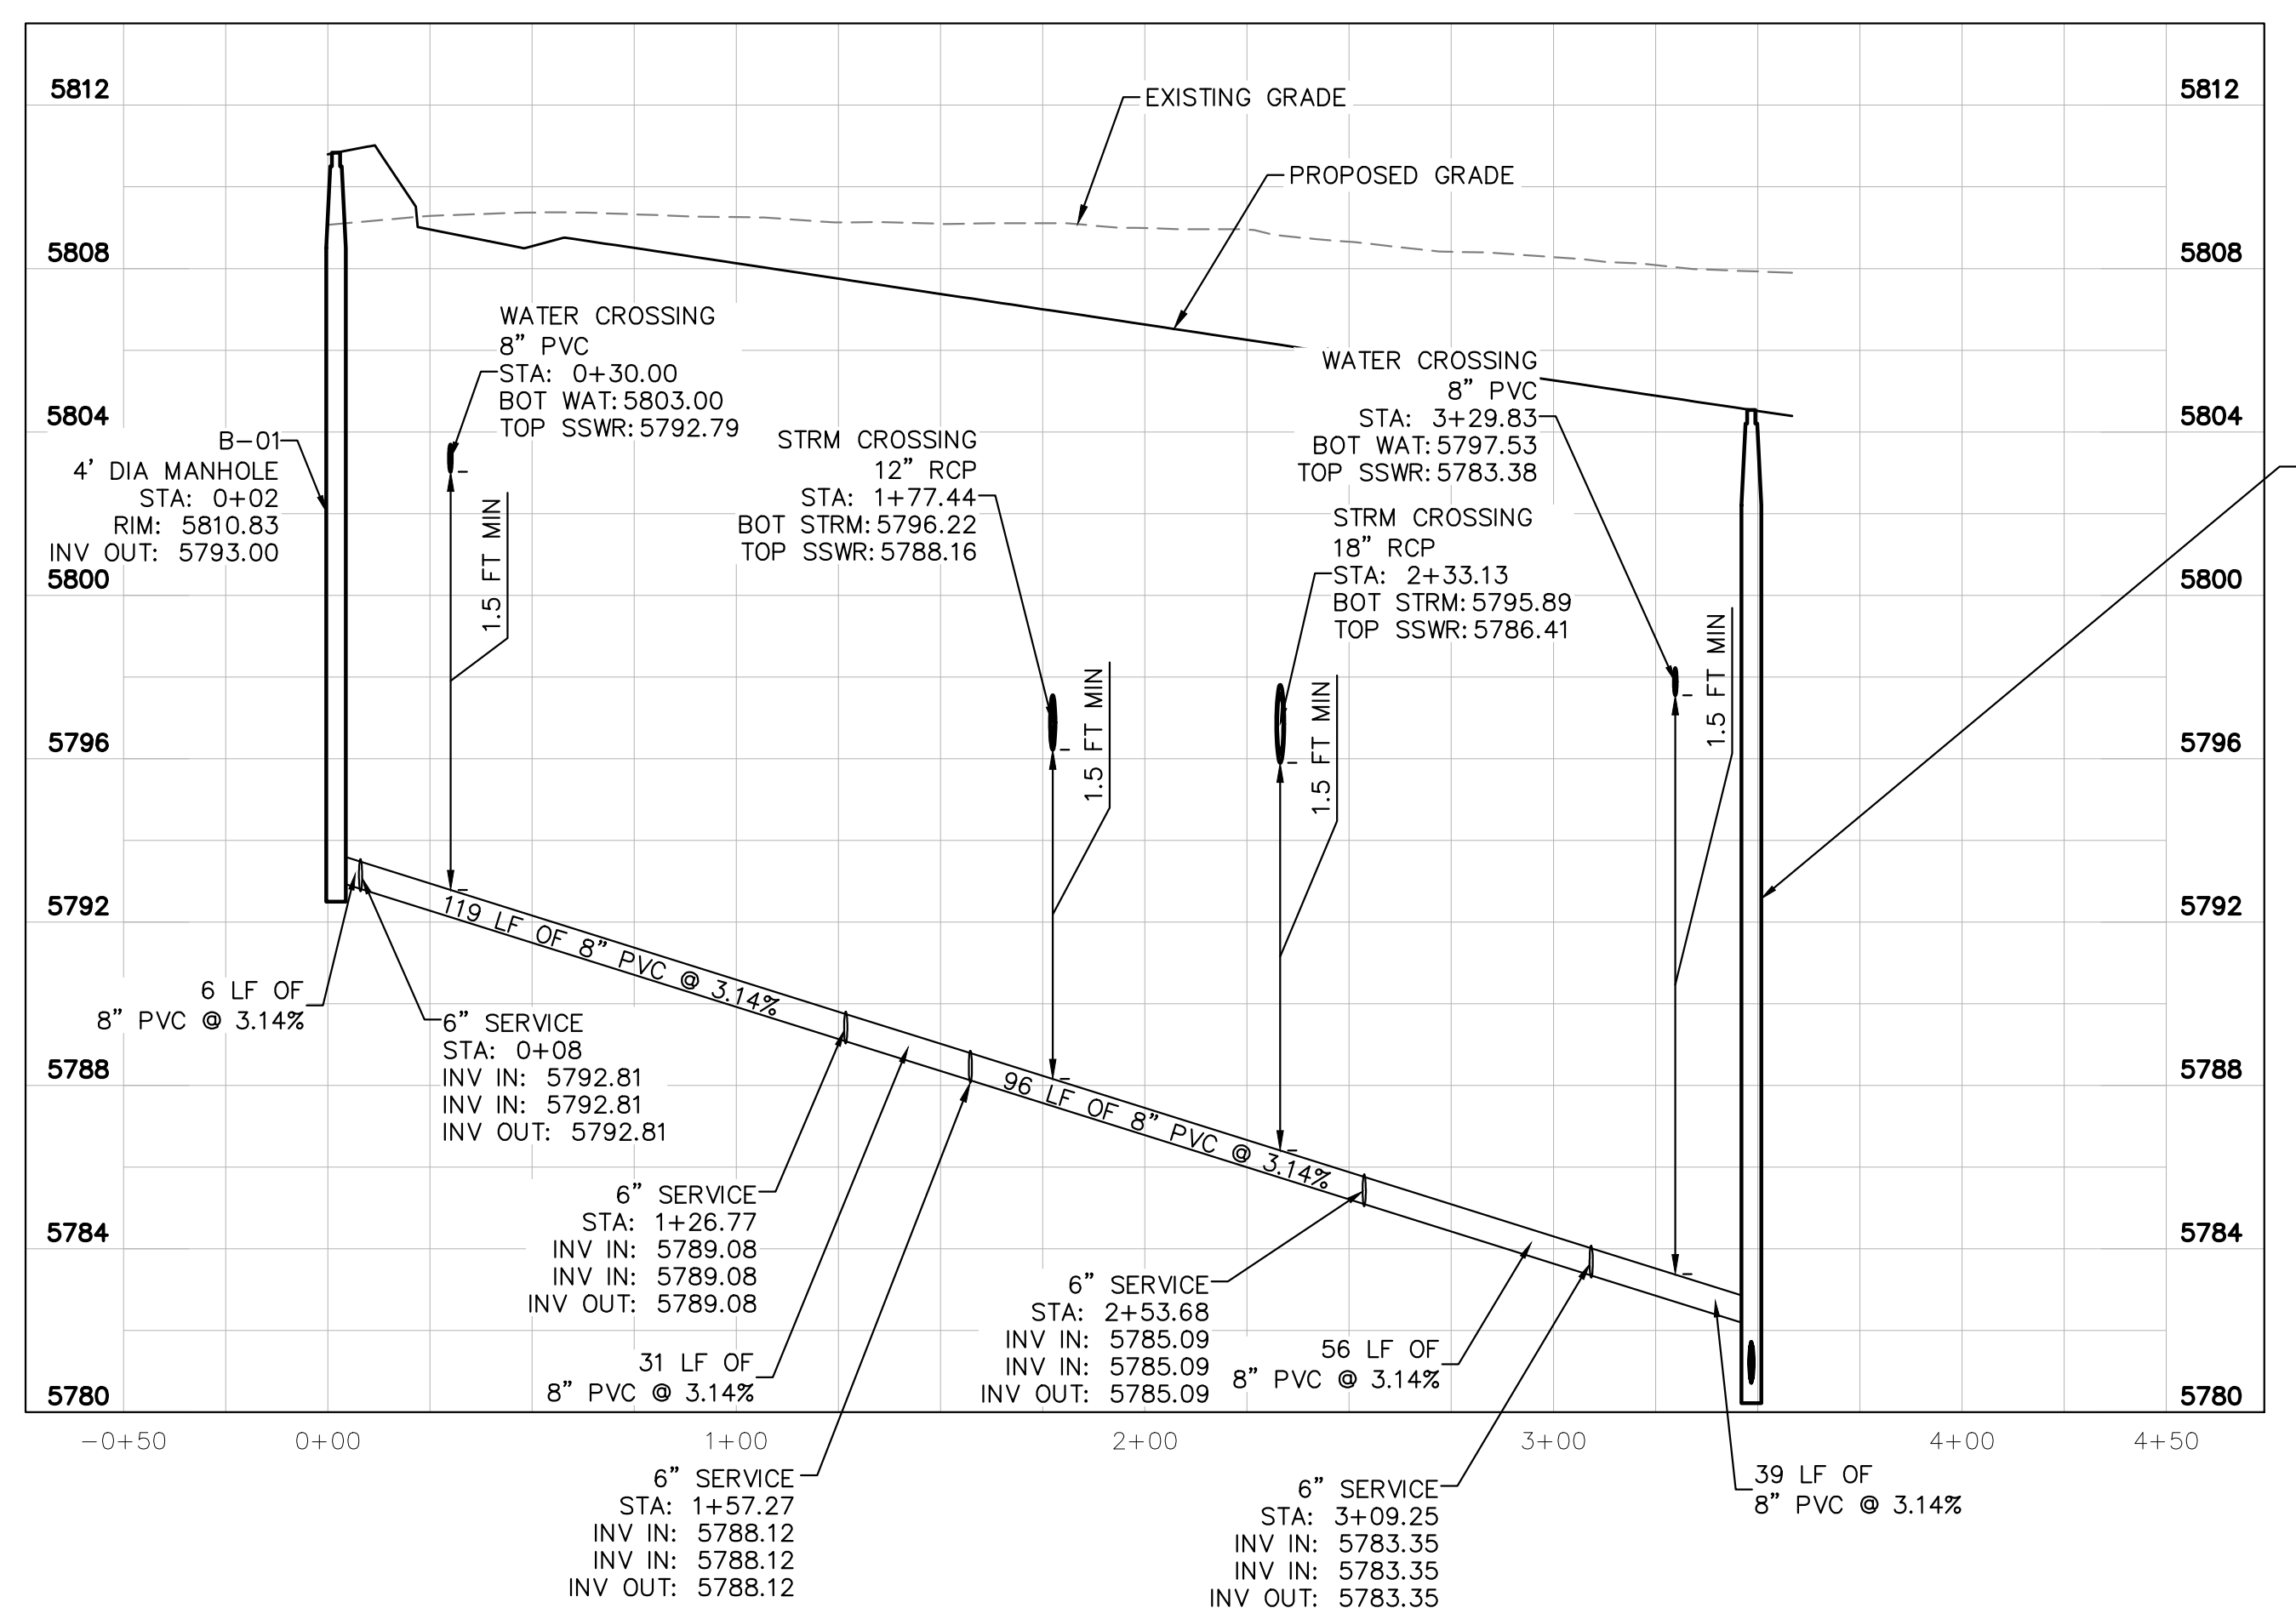 5812
5812
EXISTING GRADE
PROPOSED GRADE
5808
5808
WATER CROSSING
8” PVC
STA: 0+30.00
BOT WAT: 5803.00
TOP SSWR: 5792.79
WATER CROSSING
8” PVC
STA: 3+29.83
BOT WAT: 5797.53
TOP SSWR: 5783.38
5804
5804
B-01
4' DIA MANHOLE
STA: 0+02
RIM: 5810.83
INV OUT: 5793.00
STRM CROSSING
12” RCP
STA: 1+77.44
BOT STRM: 5796.22
TOP SSWR: 5788.16
STRM CROSSING
18” RCP
STA: 2+33.13
BOT STRM: 5795.89
TOP SSWR: 5786.41
1.5 FT MIN
1.5 FT MIN
1.5 FT MIN
1.5 FT MIN
5800
5800
5796
5796
5792
5792
119 LF OF 8” PVC @ 3.14%
6 LF OF
8” PVC @ 3.14%
6” SERVICE
STA: 0+08
INV IN: 5792.81
INV IN: 5792.81
INV OUT: 5792.81
5788
5788
96 LF OF 8” PVC @ 3.14%
6” SERVICE
STA: 1+26.77
INV IN: 5789.08
INV IN: 5789.08
INV OUT: 5789.08
5784
5784
6” SERVICE
STA: 2+53.68
INV IN: 5785.09
INV IN: 5785.09
INV OUT: 5785.09
31 LF OF
8” PVC @ 3.14%
56 LF OF
8” PVC @ 3.14%
5780
5780
-0+50
0+00
1+00
2+00
3+00
4+00
4+50
6” SERVICE
STA: 1+57.27
INV IN: 5788.12
INV IN: 5788.12
INV OUT: 5788.12
6” SERVICE
STA: 3+09.25
INV IN: 5783.35
INV IN: 5783.35
INV OUT: 5783.35
39 LF OF
8” PVC @ 3.14%